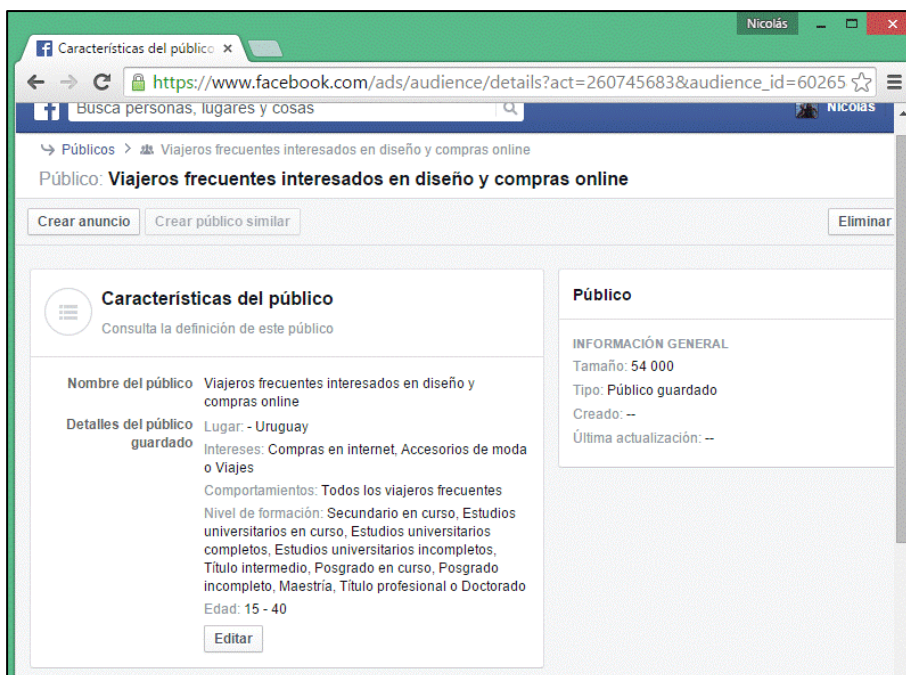 Nicolás
Características del público
https://www.facebook.com/ads/audience/details?act=260745683&audience_id=60265
Busca personas, lugares y cosas
Nicolás
Públicos > Viajeros frecuentes interesados en diseño y compras online
Público: Viajeros frecuentes interesados en diseño y compras online
Crear anuncio Crear público similar Eliminar
Características del público
Consulta la definición de este público
Nombre del público Viajeros frecuentes interesados en diseño y
compras online
Detalles del público guardado
Lugar: - Uruguay
Intereses: Compras en internet, Accesorios de moda
o Viajes
Comportamientos: Todos los viajeros frecuentes
Nivel de formación: Secundario en curso, Estudios
universitarios en curso, Estudios universitarios
completos, Estudios universitarios incompletos,
Título intermedio, Posgrado en curso, Posgrado
incompleto, Maestría, Título profesional o Doctorado
Edad: 15 - 40
Editar
Público
INFORMACIÓN GENERAL
Tamaño: 54 000
Tipo: Público guardado
Creado: --
Última actualización: --